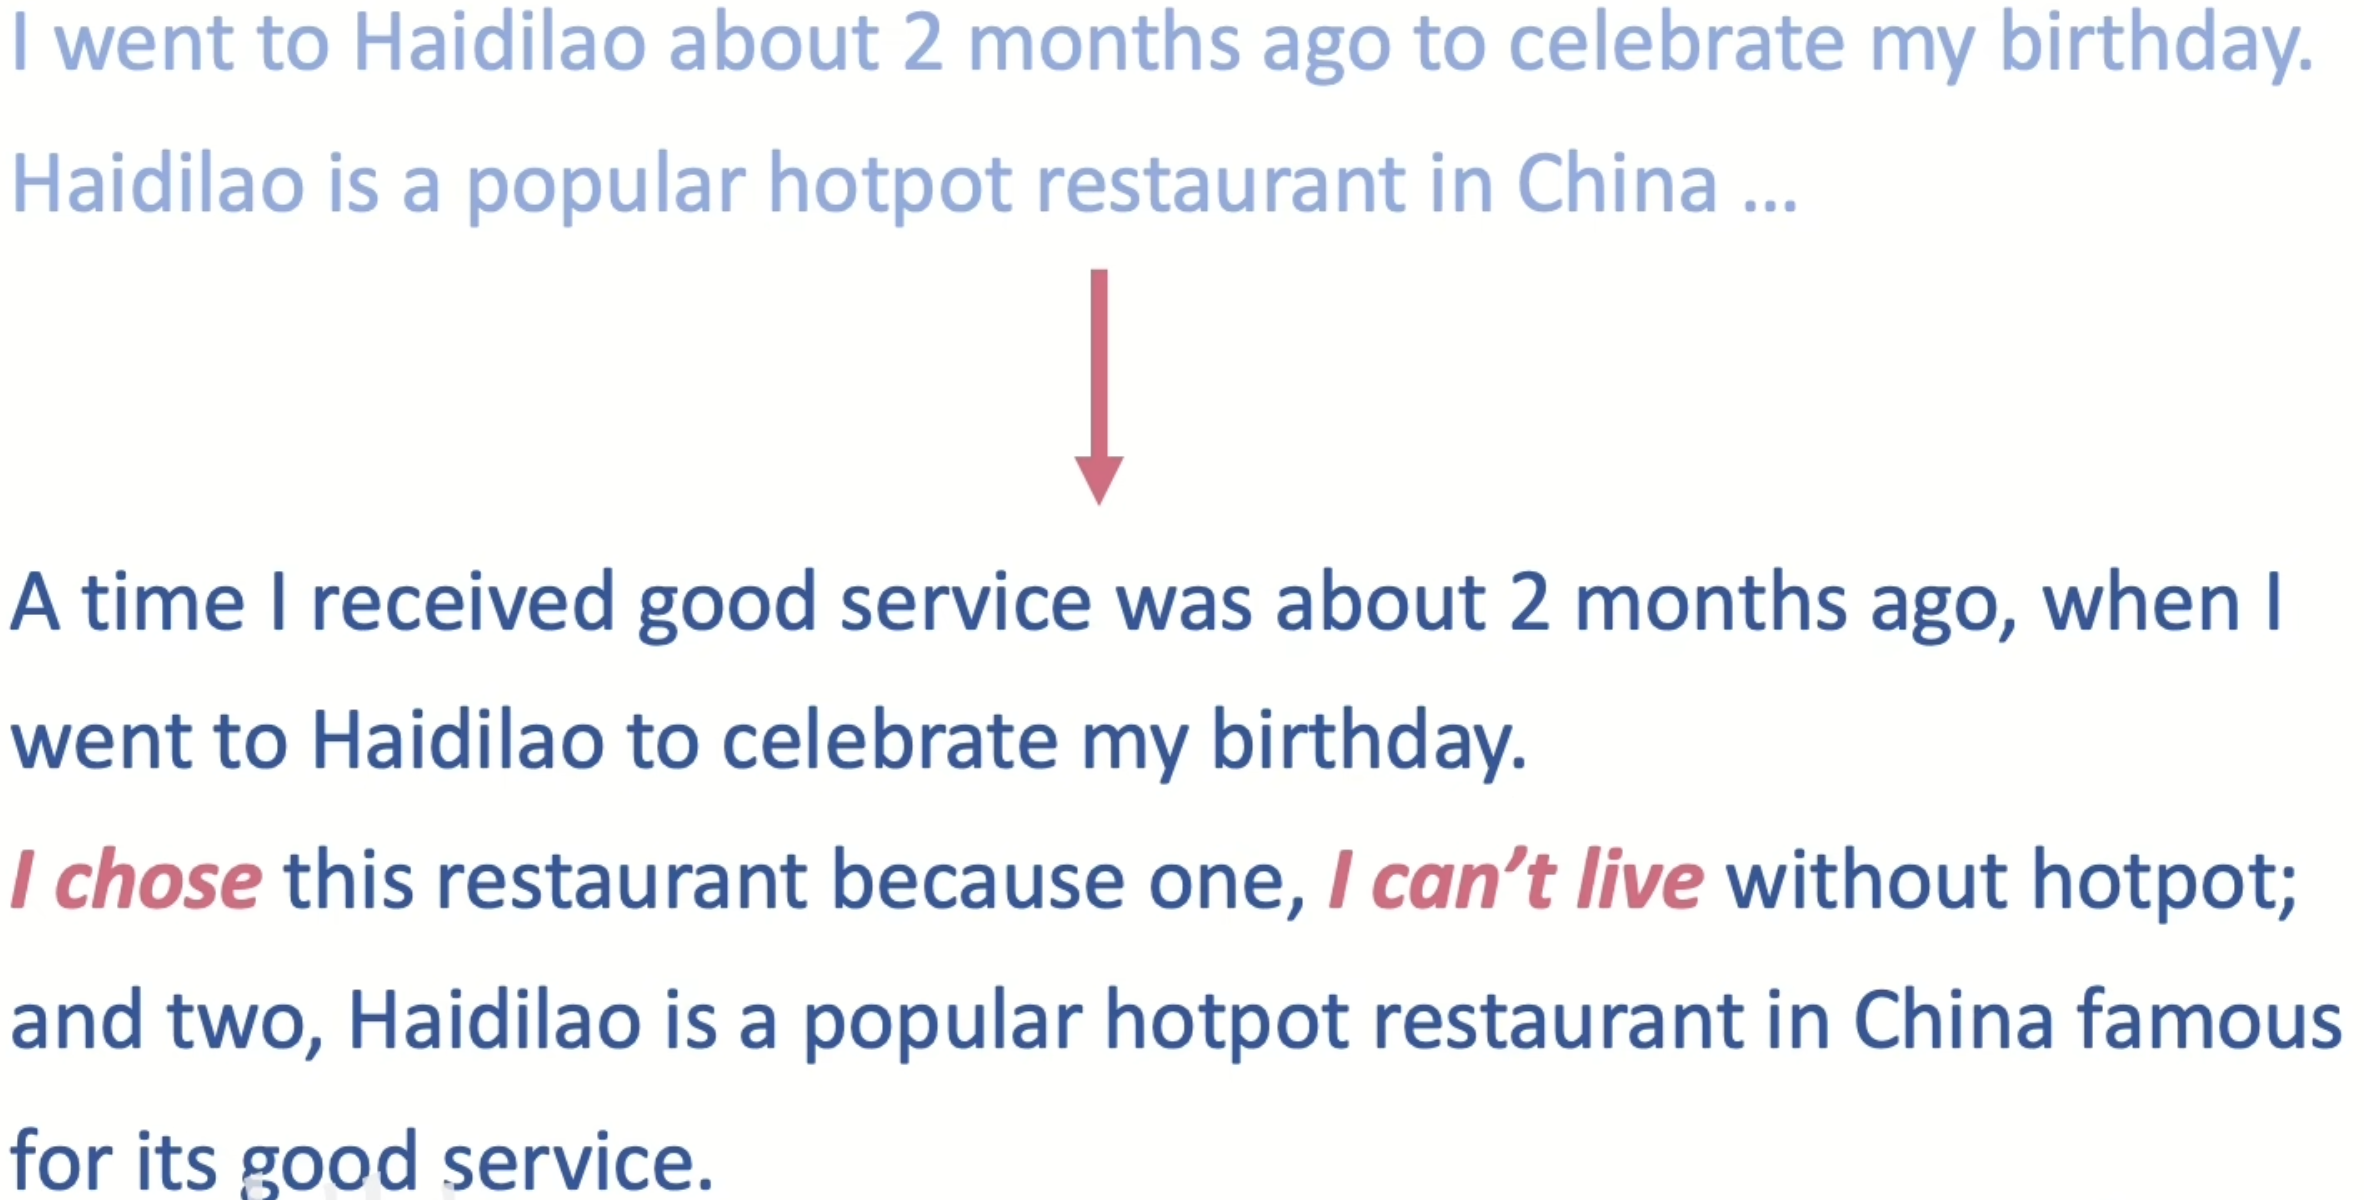 I went to Haidilao about 2 months ago to celebrate my birthday.
Haidilao is a popular hotpot restaurant in China ...
A time I received good service was about 2 months ago, when I
went to Haidilao to celebrate my birthday.
I chose this restaurant because one, I can’t live without hotpot;
and two, Haidilao is a popular hotpot restaurant in China famous
for its good service.